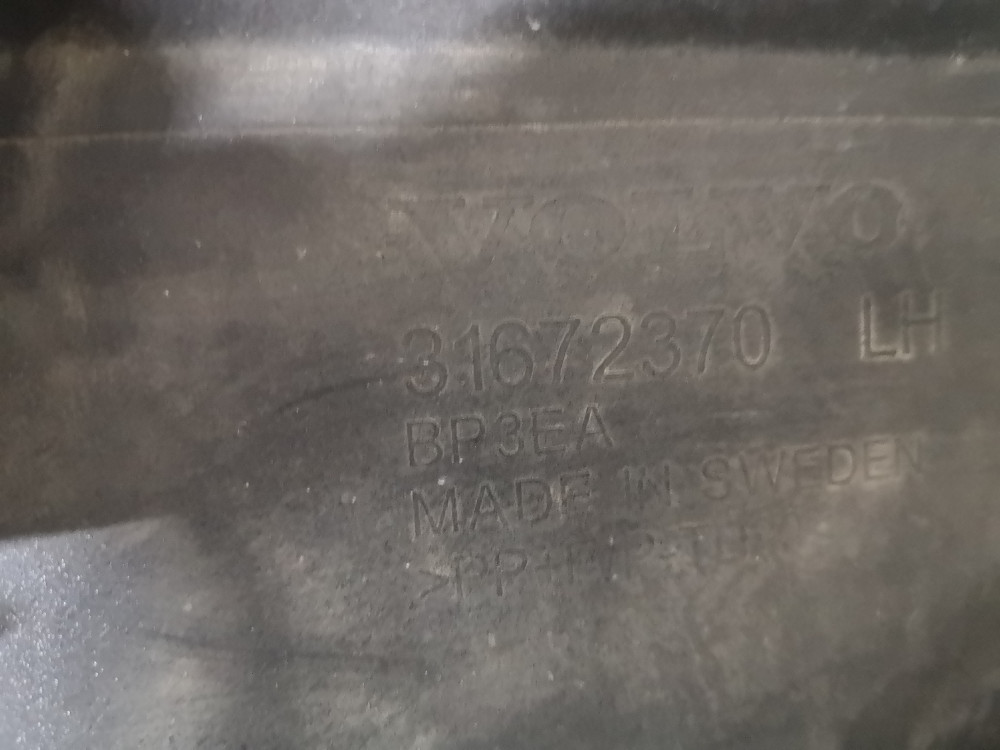 VOLVO
31672370 LH
BP3EA
MADE IN SWEDEN